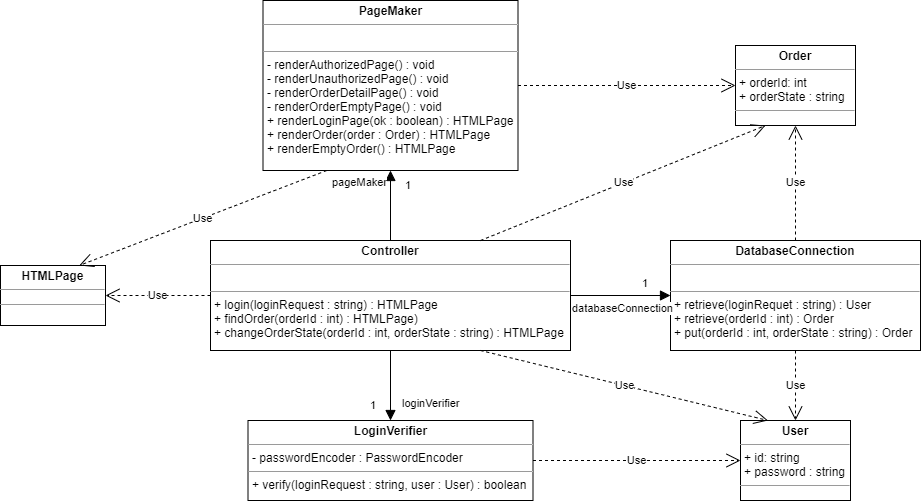 PageMaker
- renderAuthorizedPage() : void
- renderUnauthorizedPage() : void
- renderOrderDetailPage() : void
- renderOrderEmptyPage() : void
+ renderLoginPage(ok : boolean) : HTMLPage
+ renderOrder(order : Order) : HTMLPage
+ renderEmptyOrder() : HTMLPage
Order
+ orderId: int
+ orderState : string
Use
pageMaker
1
Use
Use
Use
HTMLPage
Use
Controller
+ login(loginRequest : string) : HTMLPage
+ findOrder(orderId : int) : HTMLPage)
+ changeOrderState(orderId : int, orderState : string) : HTMLPage
1
databaseConnection
DatabaseConnection
+ retrieve(loginRequet : string) : User
+ retrieve(orderId : int) : Order
+ put(orderId : int, orderState : string) : Order
1
loginVerifier
Use
Use
LoginVerifier
- passwordEncoder : PasswordEncoder
+ verify(loginRequest : string, user : User) : boolean
Use
User
+ id: string
+ password : string